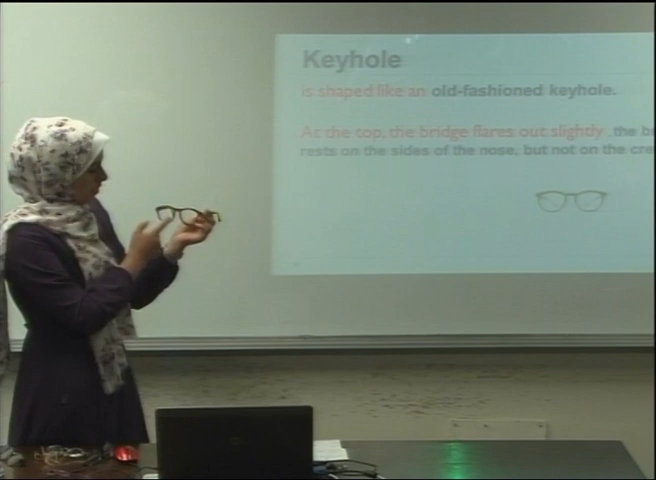 Keyhole
is shaped like an old-fashioned keyhole.
At the top, the bridge flares out slightly the
rests on the sides of the nose, but not on the